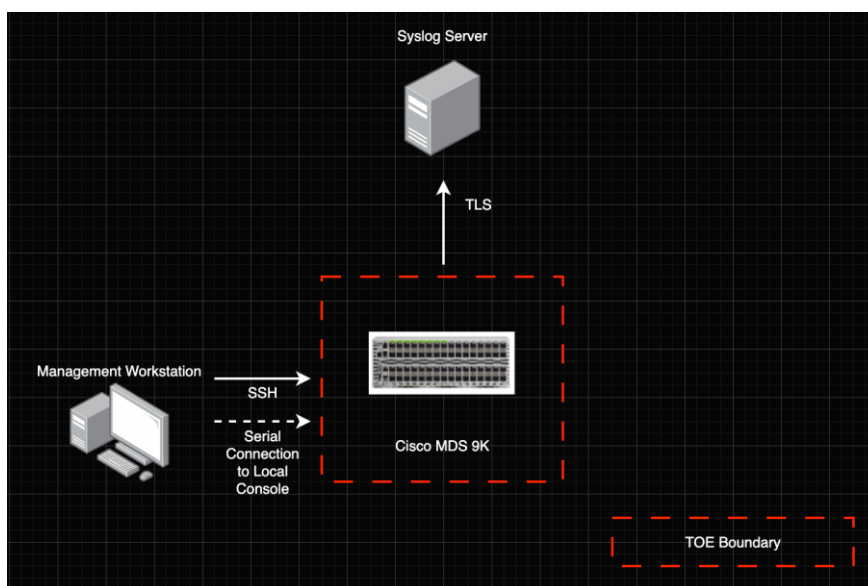 Syslog Server
TLS
Management Workstation
SSH
Serial
Connection
to Local
Console
Cisco MDS 9K
TOE Boundary